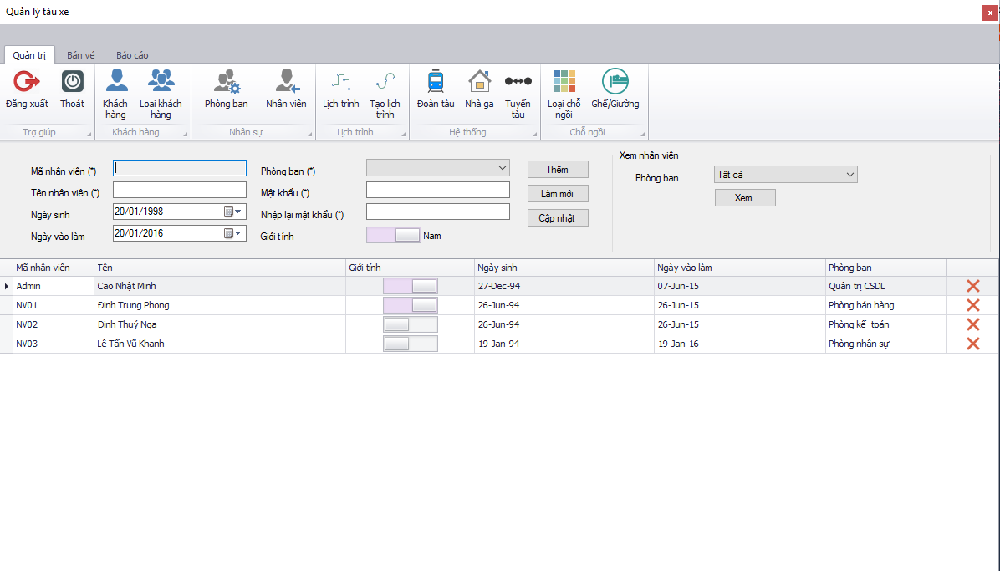 Quản lý tàu xe
x
Quản trị Bán vé Báo cáo
Đăng xuất Thoát Khách hàng Loại khách hàng Phòng ban Nhân viên Lịch trình Tạo lịch trình Đoàn tàu Nhà ga Tuyến tàu Loại chỗ ngồi Ghế/Giường
Trợ giúp Khách hàng Nhân sự Lịch trình Hệ thống Chỗ ngồi
Xem nhân viên
Mã nhân viên (*) Phòng ban (*) Thêm
Phòng ban Tất cả
Tên nhân viên (*) Mật khẩu (*) Làm mới
Xem
Ngày sinh 20/01/1998 Nhập lại mật khẩu (*) Cập nhật
Ngày vào làm 20/01/2016 Giới tính Nam
Mã nhân viên Tên Giới tính Ngày sinh Ngày vào làm Phòng ban
Admin Cao Nhật Minh 27-Dec-94 07-Jun-15 Quản trị CSDL
NV01 Đinh Trung Phong 26-Jun-94 26-Jun-15 Phòng bán hàng
NV02 Đinh Thuý Nga 26-Jun-94 26-Jun-15 Phòng kế toán
NV03 Lê Tấn Vũ Khanh 19-Jan-94 19-Jan-16 Phòng nhân sự